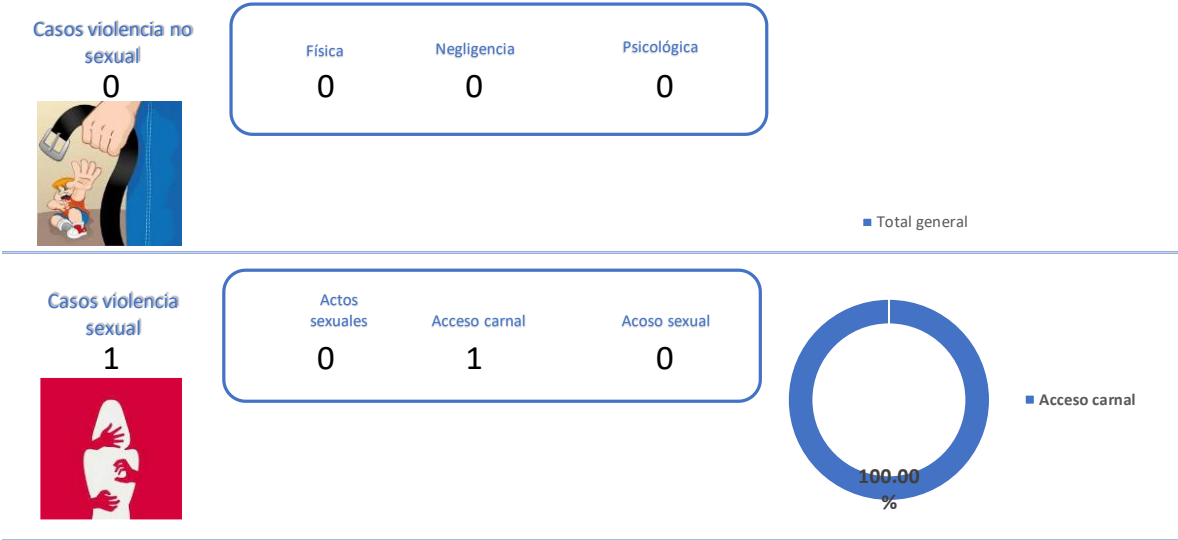 Casos violencia no
sexual
0
Física
0
Negligencia
0
Psicológica
0
Total general
Casos violencia
sexual
1
Actos
sexuales
0
Acceso carnal
1
Acoso sexual
0
100.00
%
Acceso carnal